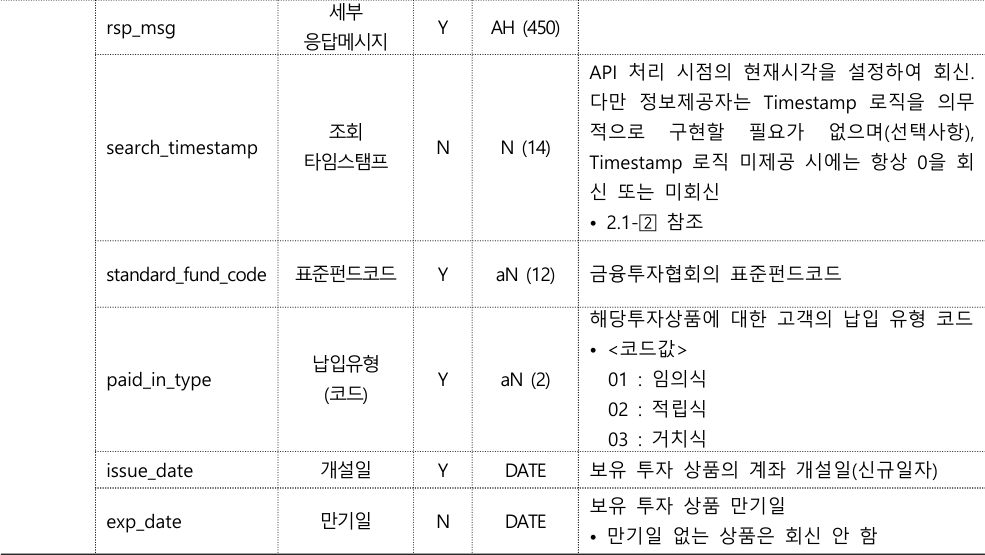 rsp_msg
세부
응답메시지
Y
AH (450)
search_timestamp
조회
타임스탬프
N
N (14)
API 처리 시점의 현재시각을 설정하여 회신.
다만 정보제공자는 Timestamp 로직을 의무
적으로 구현할 필요가 없으며(선택사항),
Timestamp 로직 미제공 시에는 항상 0을 회
신 또는 미회신
• 2.1-2 참조
standard_fund_code
표준펀드코드
Y
aN (12)
금융투자협회의 표준펀드코드
paid_in_type
납입유형
(코드)
Y
aN (2)
해당투자상품에 대한 고객의 납입 유형 코드
• <코드값>
01 : 임의식
02 : 적립식
03 : 거치식
issue_date
개설일
Y
DATE
보유 투자 상품의 계좌 개설일(신규일자)
exp_date
만기일
N
DATE
보유 투자 상품 만기일
• 만기일 없는 상품은 회신 안 함